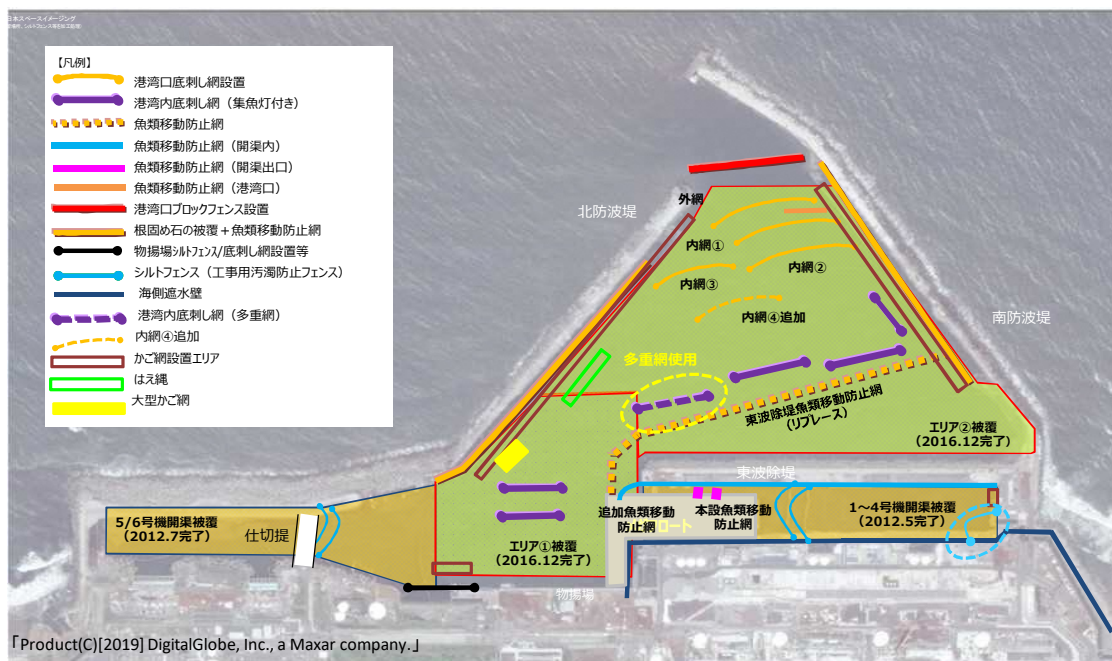 日本スペースイメージング
【凡例】
港湾口底刺し網設置
港湾内底刺し網（集魚灯付き）
魚類移動防止網
魚類移動防止網（開渠内）
魚類移動防止網（開渠出口）
魚類移動防止網（港湾口）
港湾口ブロックフェンス設置
根固め石の被覆＋魚類移動防止網
物揚場シルトフェンス/底刺し網設置等
シルトフェンス（工事用汚濁防止フェンス）
海側遮水壁
港湾内底刺し網（多重網）
内網④追加
かご網設置エリア
はえ縄
大型かご網
北防波堤
外網
内網①
内網②
内網③
内網④追加
南防波堤
多重網使用
東波除堤魚類移動防止網
（リプレース）
エリア②被覆
（2016.12完了）
東波除堤
5/6号機開渠被覆
（2012.7完了）
仕切提
追加魚類移動
防止網
本設魚類移動
防止網
1～4号機開渠被覆
（2012.5完了）
エリア①被覆
（2016.12完了）
物揚場
「Product(C)[2019] DigitalGlobe, Inc., a Maxar company.」